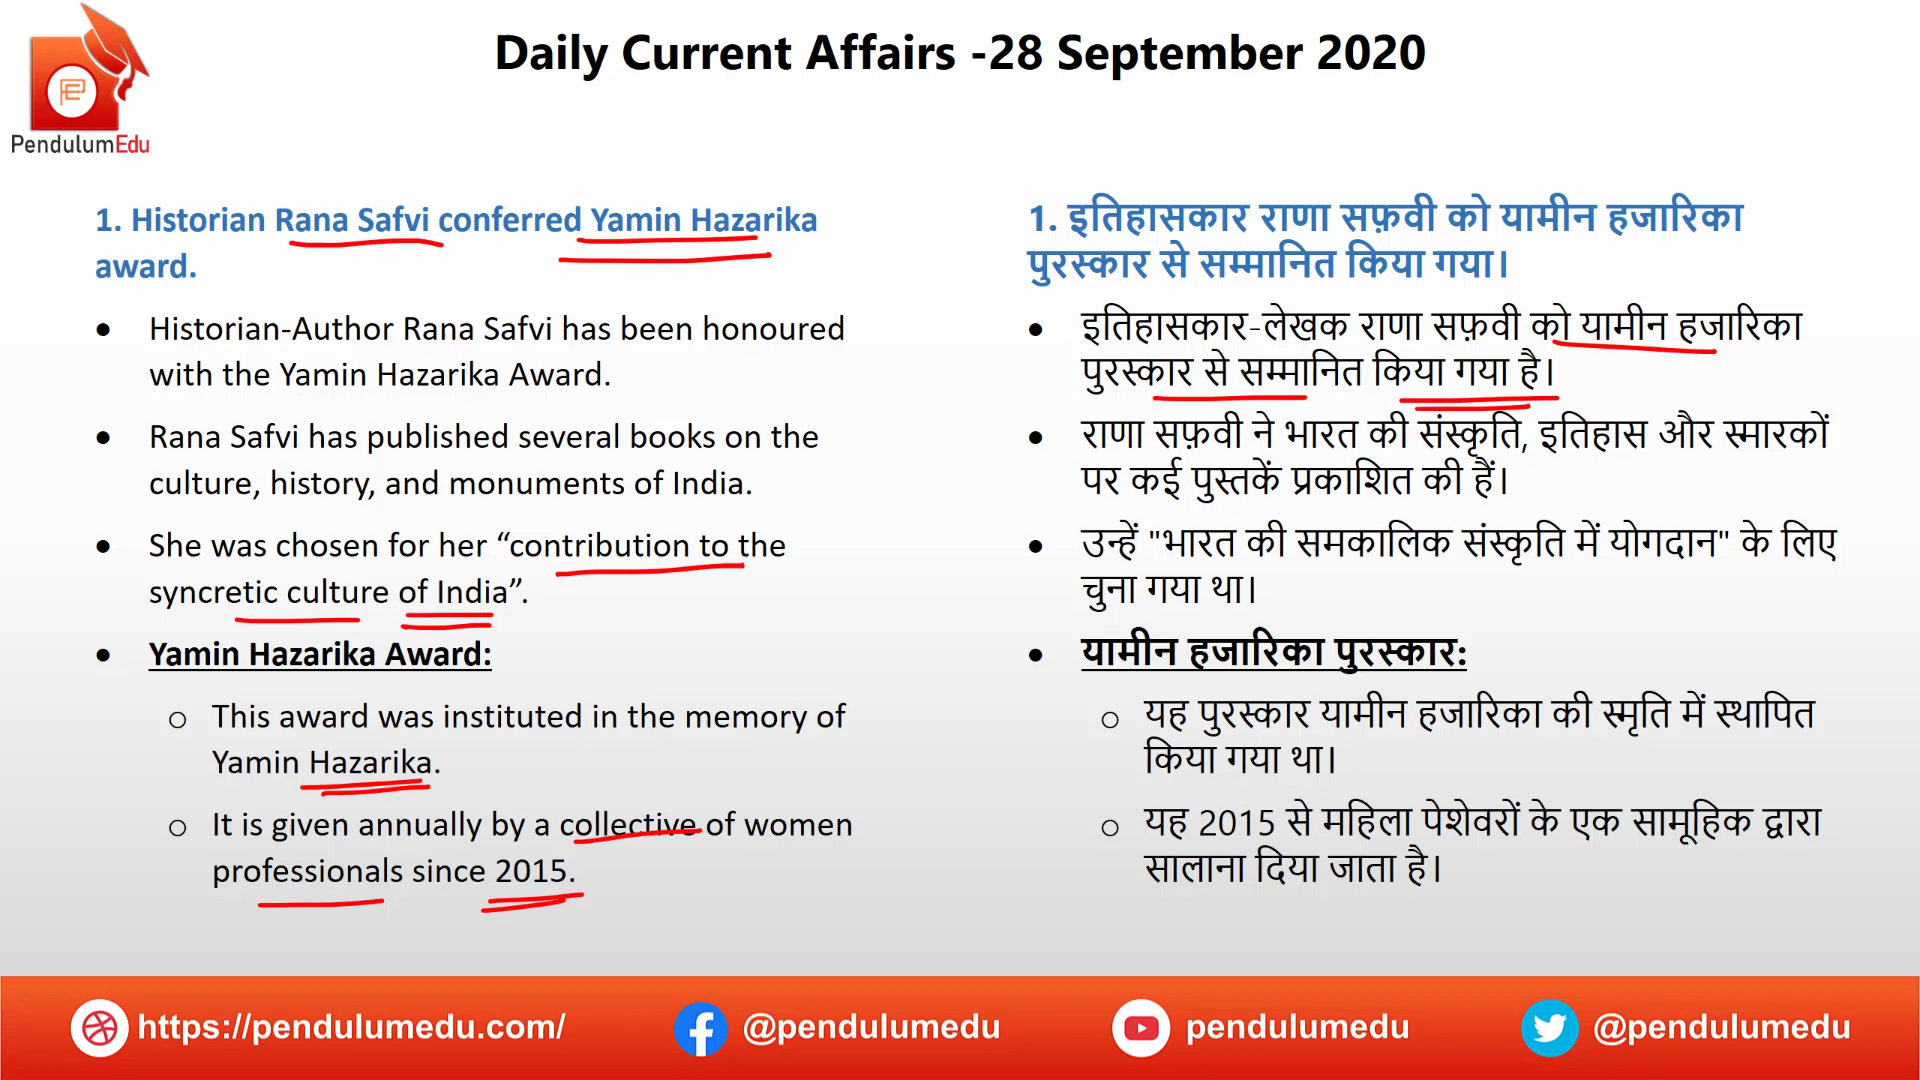 Daily Current Affairs -28 September 2020
PendulumEdu
1. Historian Rana Safvi conferred Yamin Hazarika
award.
• Historian-Author Rana Safvi has been honoured
with the Yamin Hazarika Award.
• Rana Safvi has published several books on the
culture, history, and monuments of India.
• She was chosen for her “contribution to the
syncretic culture of India”.
• Yamin Hazarika Award:
o This award was instituted in the memory of
Yamin Hazarika.
o It is given annually by a collective of women
professionals since 2015.
1. इतिहासकार राणा सफ़वी को यामीन हजारिका
पुरस्कार से सम्मानित किया गया।
• इतिहासकार-लेखक राणा सफ़वी को यामीन हजारिका
पुरस्कार से सम्मानित किया गया है।
• राणा सफ़वी ने भारत की संस्कृति, इतिहास और स्मारकों
पर कई पुस्तकें प्रकाशित की हैं।
• उन्हें "भारत की समकालिक संस्कृति में योगदान" के लिए
चुना गया था।
• यामीन हजारिका पुरस्कार:
o यह पुरस्कार यामीन हजारिका की स्मृति में स्थापित
किया गया था।
o यह 2015 से महिला पेशेवरों के एक सामूहिक द्वारा
सालाना दिया जाता है।
https://pendulumedu.com/
@pendulumedu
pendulumedu
@pendulumedu